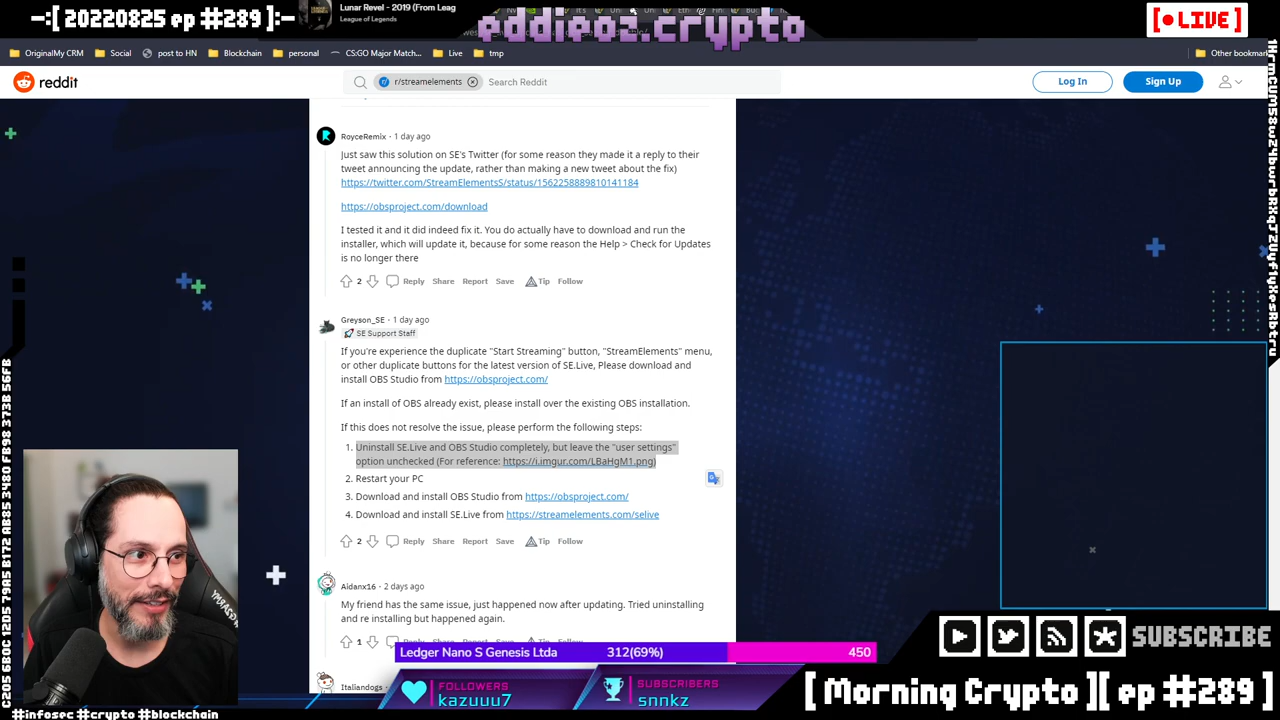 -:[ 20220825 ep #289 ]:-
Lunar Revel - 2019 (From Leag
League of Legends
eddieoz.crypto
[● LIVE]
OriginalMy CRM
Social
post to HN
Blockchain
personal
CS:GO Major Match...
Live
tmp
Other bookmar
reddit
r/streamelements
Search Reddit
Log In
Sign Up
RoyceRemix · 1 day ago
Just saw this solution on SE's Twitter (for some reason they made it a reply to their
tweet announcing the update, rather than making a new tweet about the fix)
https://twitter.com/StreamElementsS/status/1562258889810141184
https://obsproject.com/download
I tested it and it did indeed fix it. You do actually have to download and run the
installer, which will update it, because for some reason the Help > Check for Updates
is no longer there
2 Reply Share Report Save Tip Follow
Greyson_SE · 1 day ago
SE Support Staff
If you're experience the duplicate "Start Streaming" button, "StreamElements" menu,
or other duplicate buttons for the latest version of SE.Live, Please download and
install OBS Studio from https://obsproject.com/
If an install of OBS already exist, please install over the existing OBS installation.
If this does not resolve the issue, please perform the following steps:
1. Uninstall SE.Live and OBS Studio completely, but leave the "user settings"
option unchecked (For reference: https://i.imgur.com/LBaHgM1.png)
2. Restart your PC
3. Download and install OBS Studio from https://obsproject.com/
4. Download and install SE.Live from https://streamelements.com/selive
2 Reply Share Report Save Tip Follow
Aidanx16 · 2 days ago
My friend has the same issue, just happened now after updating. Tried uninstalling
and re installing but happened again.
1 Reply Share Report Save Tip Follow
Italiandogs
Ledger Nano S Genesis Ltda 312(69%) 450
FOLLOWERS
kazuuu7
SUBSCRIBERS
snnkz
SUBSCRIBE
[ Morning Crypto ][ ep #289 ]
#infosec #crypto #blockchain